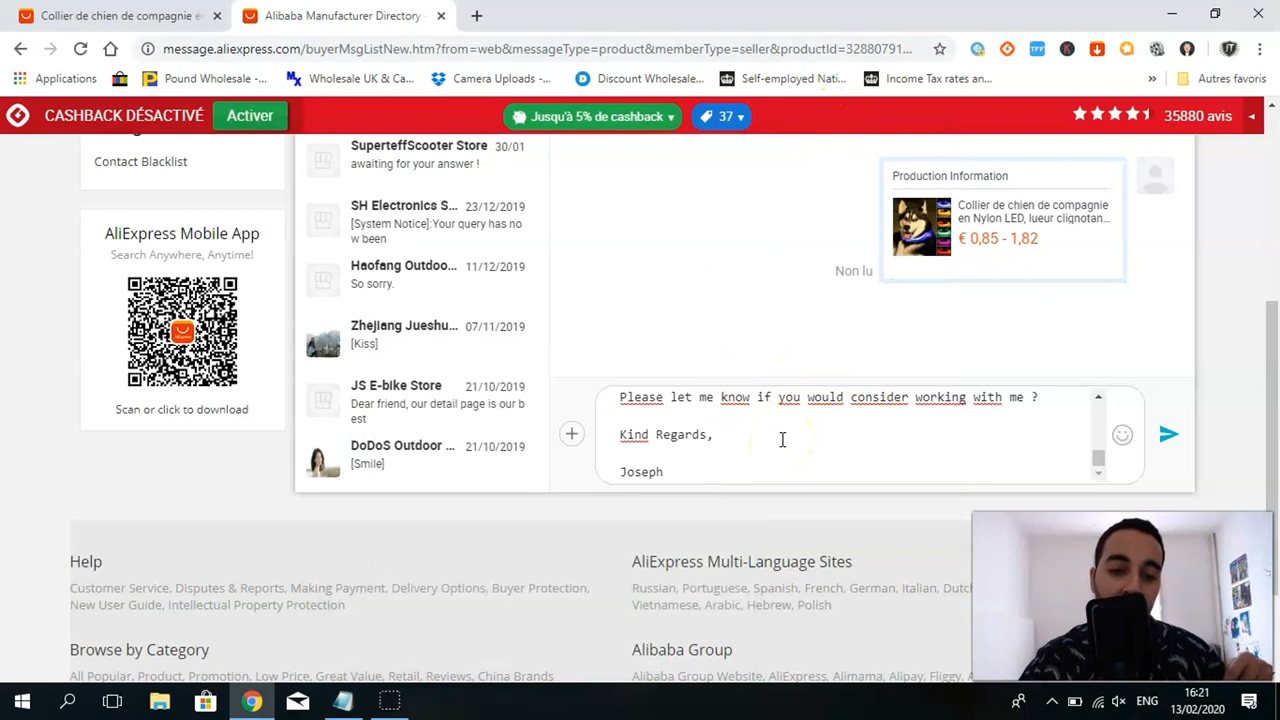 Collier de chien de compagnie e
Alibaba Manufacturer Directory
message.aliexpress.com/buyerMsgListNew.htm?from=web&messageType=product&memberType=seller&productId=32880791...
TFF
K
JT
Applications
Pound Wholesale -...
Wholesale UK & Ca...
Camera Uploads -...
Discount Wholesale...
Self-employed Nati...
Income Tax rates an...
»
Autres favoris
CASHBACK DÉSACTIVÉ
Activer
Jusqu'à 5% de cashback
37
35880 avis
Contact Blacklist
AliExpress Mobile App
Search Anywhere, Anytime!
Scan or click to download
SuperteffScooter Store 30/01
awaiting for your answer !
SH Electronics S... 23/12/2019
[System Notice]:Your query has no
w been
Haofang Outdoo... 11/12/2019
So sorry.
Zhejiang Jueshu... 07/11/2019
[Kiss]
JS E-bike Store 21/10/2019
Dear friend, our detail page is our b
est
DoDoS Outdoor ... 21/10/2019
[Smile]
Production Information
Collier de chien de compagnie
en Nylon LED, lueur clignotan...
€ 0,85 - 1,82
Non lu
Please let me know if you would consider working with me ?
Kind Regards,
Joseph
Help
Customer Service, Disputes & Reports, Making Payment, Delivery Options, Buyer Protection,
New User Guide, Intellectual Property Protection
AliExpress Multi-Language Sites
Russian, Portuguese, Spanish, French, German, Italian, Dutc
Vietnamese, Arabic, Hebrew, Polish
Browse by Category
All Popular, Product, Promotion, Low Price, Great Value, Retail, Reviews, China Brands
Alibaba Group
Alibaba Group Website, AliExpress, Alimama, Alipay, Fliggy,
ENG
16:21
13/02/2020